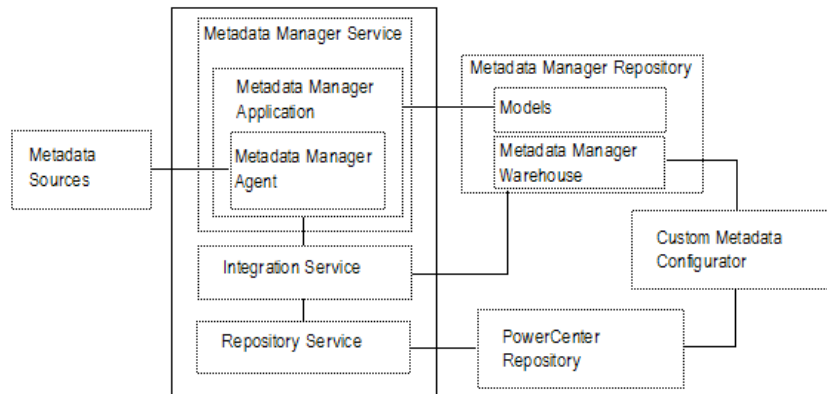 Metadata Manager Service
Metadata Manager
Application
Metadata Manager
Agent
Metadata
Sources
Integration Service
Repository Service
Metadata Manager Repository
Models
Metadata Manager
Warehouse
Custom Metadata
Configurator
PowerCenter
Repository